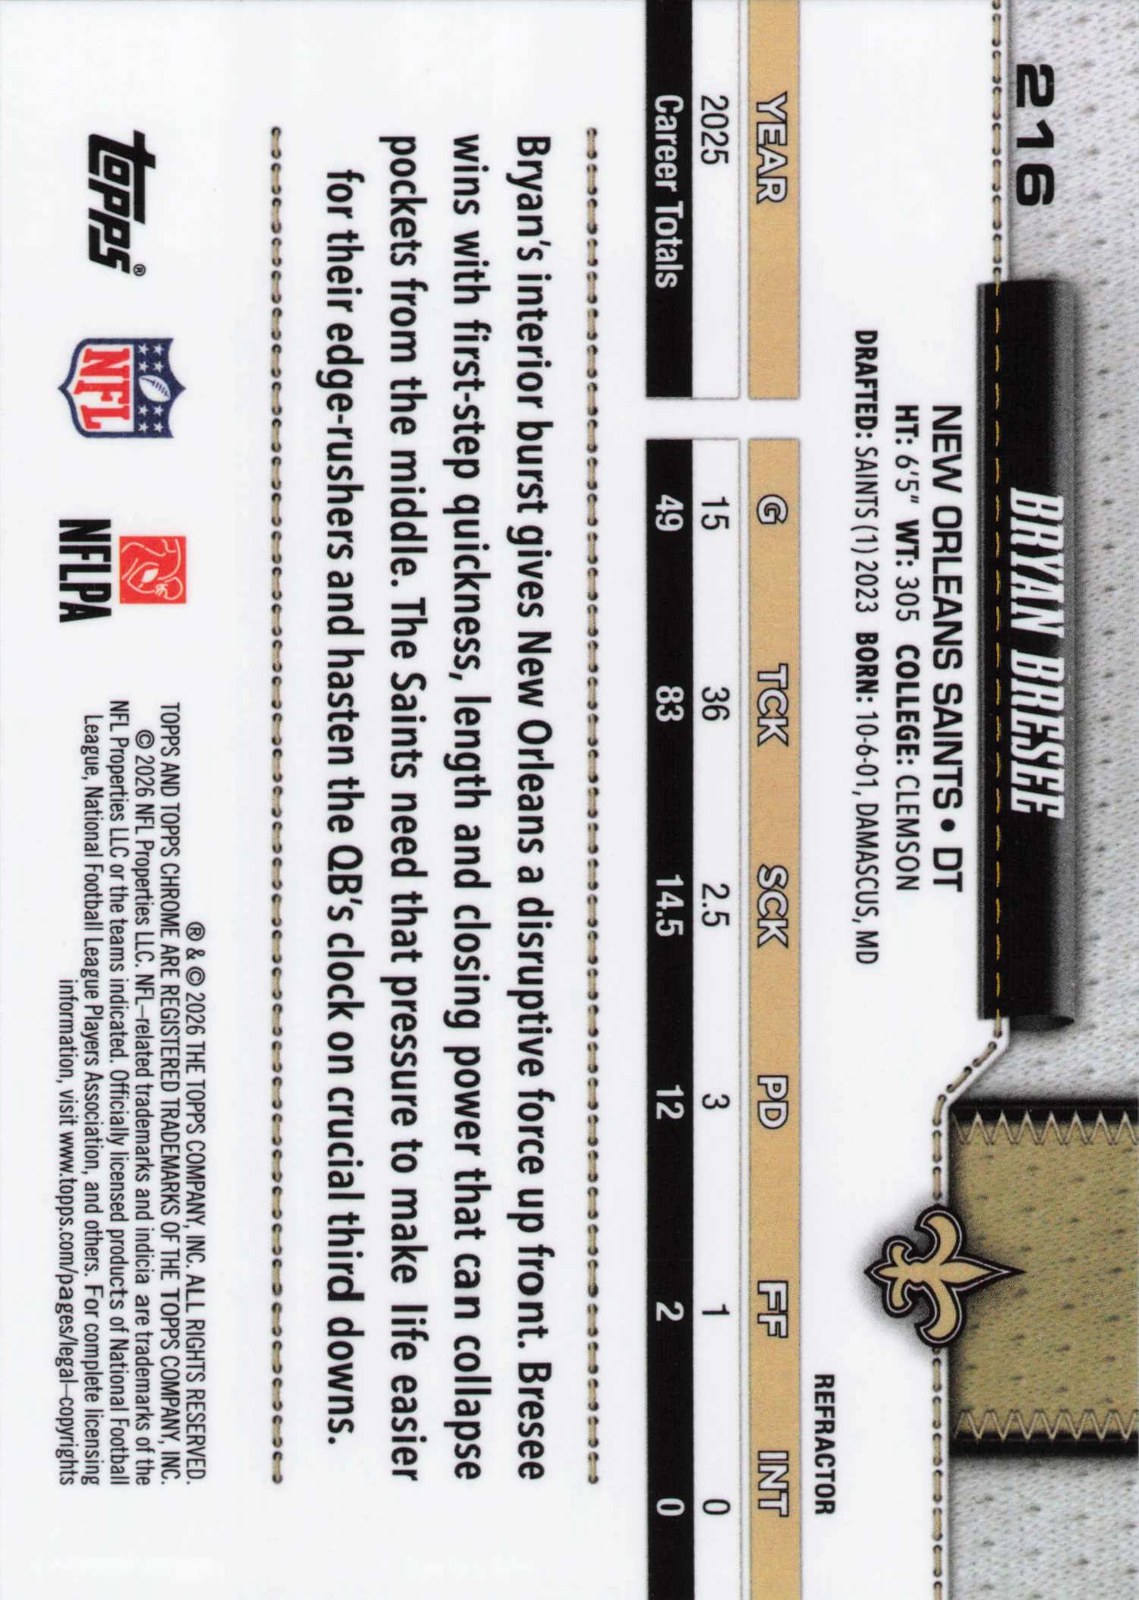 216
BRYAN BRESEE
NEW ORLEANS SAINTS • DT
HT: 6'5" WT: 305 COLLEGE: CLEMSON
DRAFTED: SAINTS (1) 2023 BORN: 10-6-01, DAMASCUS, MD
REFRACTOR
YEAR G TCK SCK PD FF INT
2025 15 36 2.5 3 1 0
Career Totals 49 83 14.5 12 2 0
Bryan's interior burst gives New Orleans a disruptive force up front. Bresee
wins with first-step quickness, length and closing power that can collapse
pockets from the middle. The Saints need that pressure to make life easier
for their edge-rushers and hasten the QB's clock on crucial third downs.
topps®
NFL
NFLPA
® & © 2026 THE TOPPS COMPANY, INC. ALL RIGHTS RESERVED.
TOPPS AND TOPPS CHROME ARE REGISTERED TRADEMARKS OF THE TOPPS COMPANY, INC.
© 2026 NFL Properties LLC. NFL–related trademarks and indicia are trademarks of the
NFL Properties LLC or the teams indicated. Officially licensed products of National Football
League, National Football League Players Association, and others. For complete licensing
information, visit www.topps.com/pages/legal–copyrights